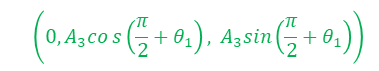 (0, A₃cos(π/2 + θ₁), A₃sin(π/2 + θ₁))